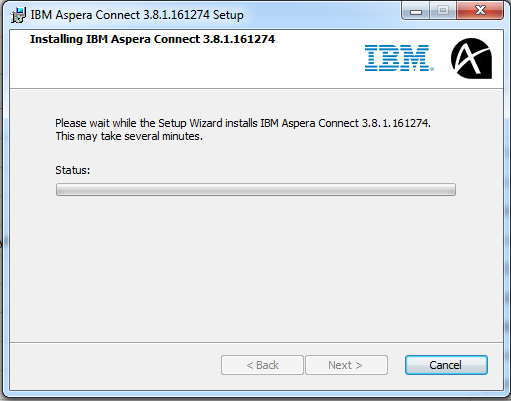 IBM Aspera Connect 3.8.1.161274 Setup
Installing IBM Aspera Connect 3.8.1.161274
IBM.
Please wait while the Setup Wizard installs IBM Aspera Connect 3.8.1.161274.
This may take several minutes.
Status:
< Back
Next >
Cancel